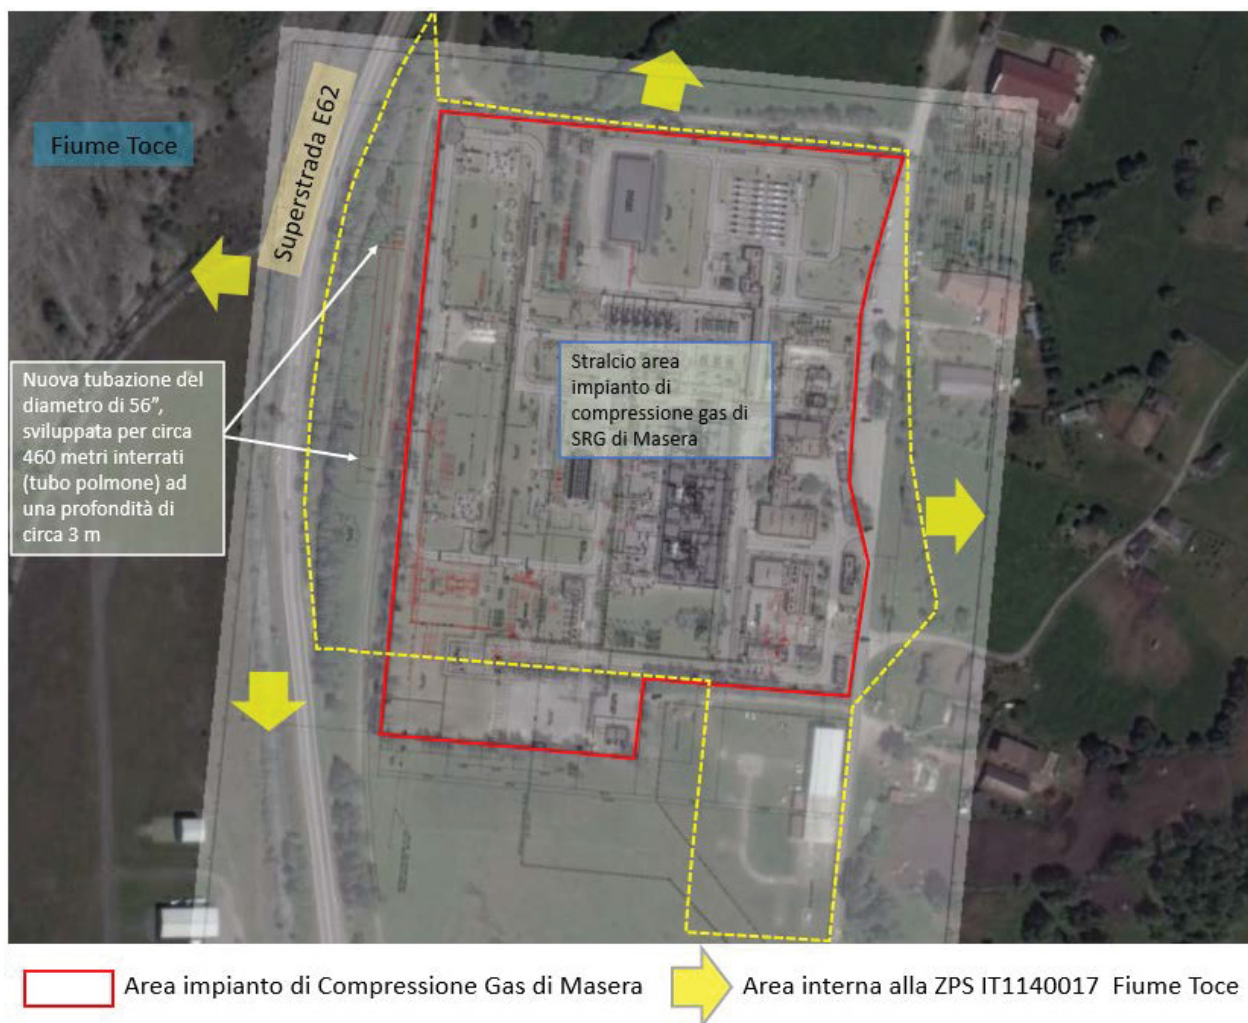 Fiume Toce
Superstrada E62
Nuova tubazione del
diametro di 56”,
sviluppata per circa
460 metri interrati
(tubo polmone) ad
una profondità di
circa 3 m
Stralcio area
impianto di
compressione gas di
SRG di Masera
Area impianto di Compressione Gas di Masera
Area interna alla ZPS IT1140017 Fiume Toce